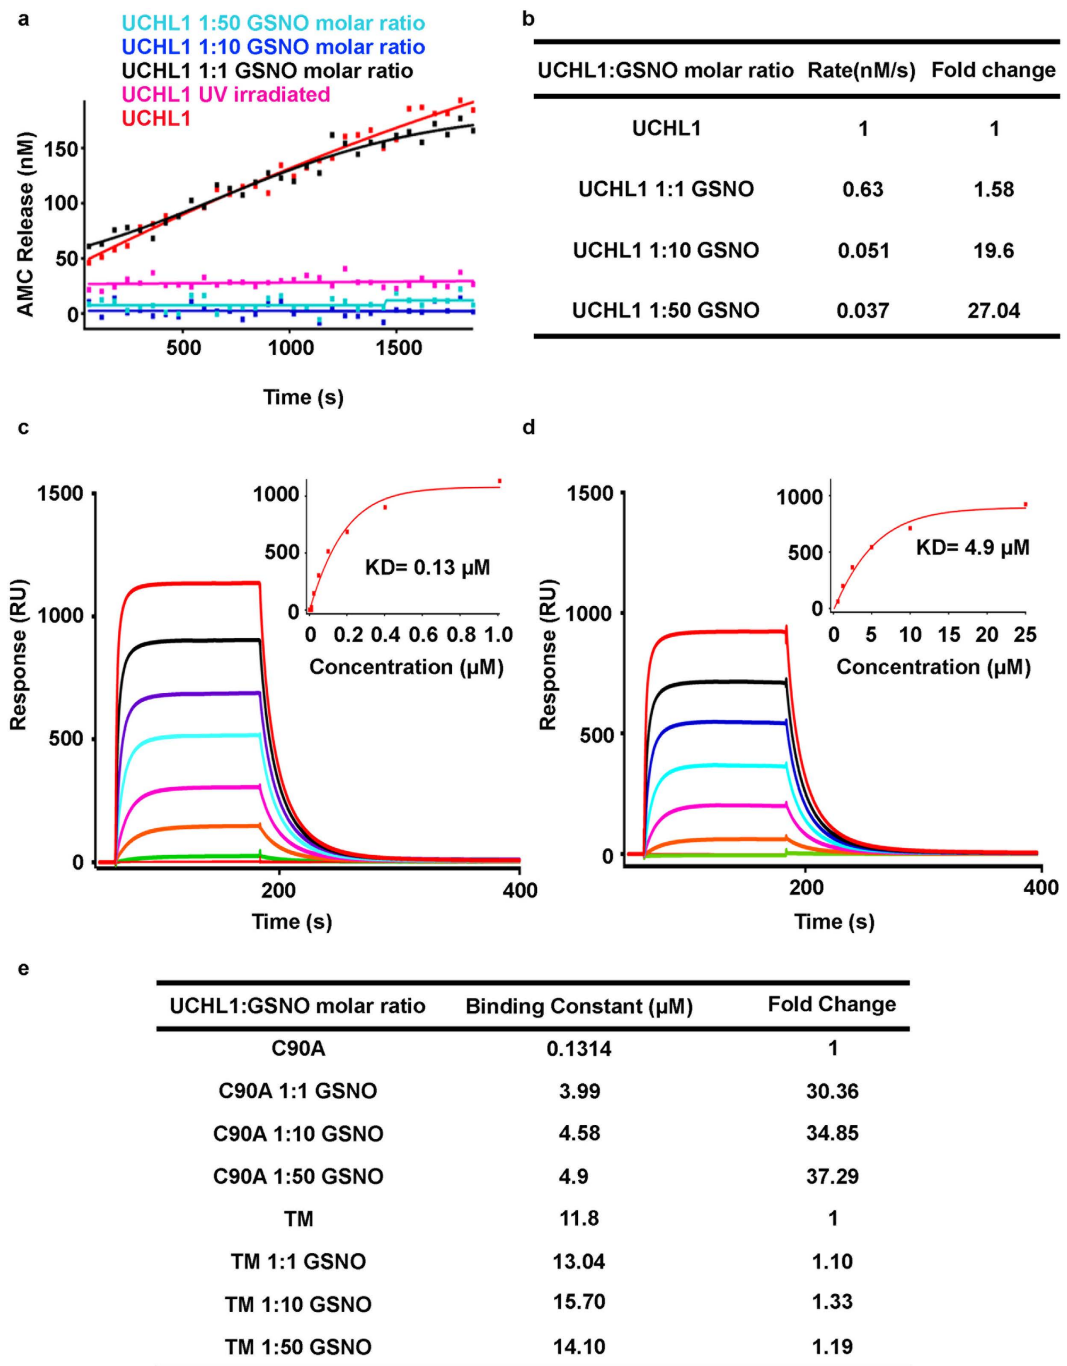 a
UCHL1 1:50 GSNO molar ratio
UCHL1 1:10 GSNO molar ratio
UCHL1 1:1 GSNO molar ratio
UCHL1 UV irradiated
UCHL1
AMC Release (nM)
150
100
50
0
500 1000 1500
Time (s)
b
UCHL1:GSNO molar ratio Rate(nM/s) Fold change
UCHL1 1 1
UCHL1 1:1 GSNO 0.63 1.58
UCHL1 1:10 GSNO 0.051 19.6
UCHL1 1:50 GSNO 0.037 27.04
c
Response (RU)
1500
1000
500
0
200 400
Time (s)
1000
500
0
KD= 0.13 µM
0 0.2 0.4 0.6 0.8 1.0
Concentration (µM)
d
Response (RU)
1500
1000
500
0
200 400
Time (s)
1000
500
0
KD= 4.9 µM
0 5 10 15 20 25
Concentration (µM)
e
UCHL1:GSNO molar ratio Binding Constant (µM) Fold Change
C90A 0.1314 1
C90A 1:1 GSNO 3.99 30.36
C90A 1:10 GSNO 4.58 34.85
C90A 1:50 GSNO 4.9 37.29
TM 11.8 1
TM 1:1 GSNO 13.04 1.10
TM 1:10 GSNO 15.70 1.33
TM 1:50 GSNO 14.10 1.19